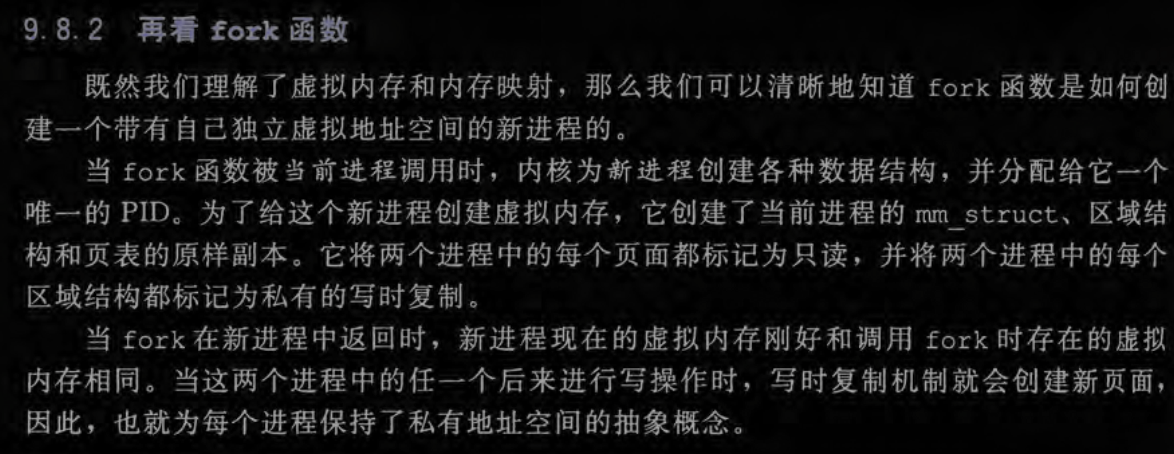 9.8.2 再看 fork 函数
既然我们理解了虚拟内存和内存映射，那么我们可以清晰地知道 fork 函数是如何创
建一个带有自己独立虚拟地址空间的新进程的。
当 fork 函数被当前进程调用时，内核为新进程创建各种数据结构，并分配给它一个
唯一的 PID。为了给这个新进程创建虚拟内存，它创建了当前进程的 mm_struct、区域结
构和页表的原样副本。它将两个进程中的每个页面都标记为只读，并将两个进程中的每个
区域结构都标记为私有的写时复制。
当 fork 在新进程中返回时，新进程现在的虚拟内存刚好和调用 fork 时存在的虚拟
内存相同。当这两个进程中的任一个后来进行写操作时，写时复制机制就会创建新页面，
因此，也就为每个进程保持了私有地址空间的抽象概念。